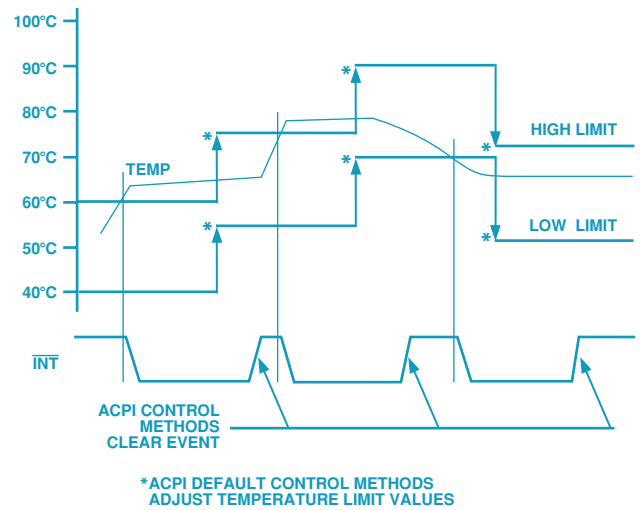 100°C
90°C
*
80°C
*
HIGH LIMIT
*
*
70°C
TEMP
60°C
*
LOW LIMIT
50°C
*
40°C
INT
ACPI CONTROL
METHODS
CLEAR EVENT
*ACPI DEFAULT CONTROL METHODS
ADJUST TEMPERATURE LIMIT VALUES